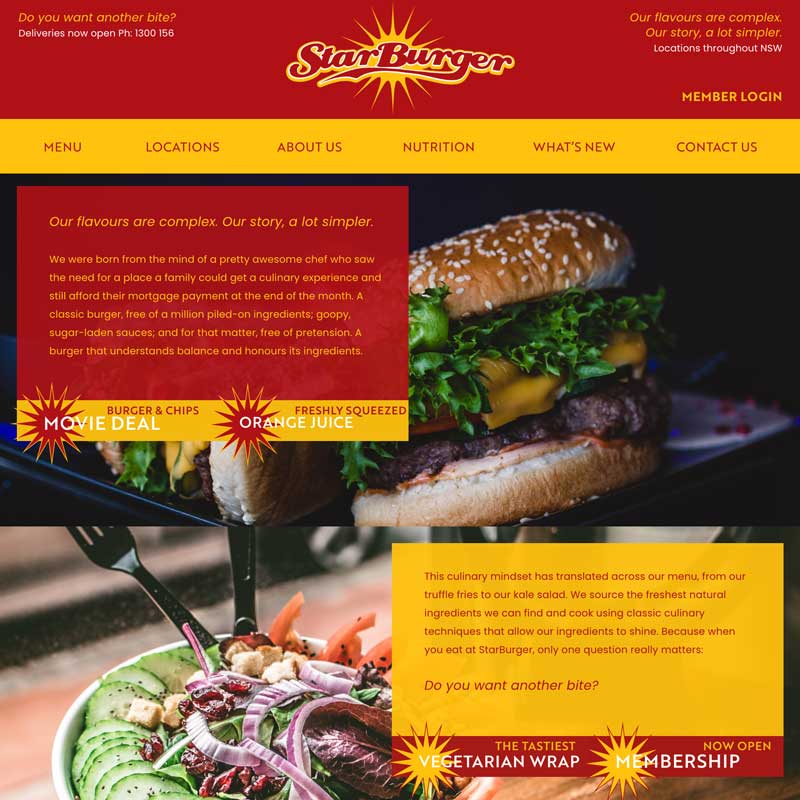 Do you want another bite?
Deliveries now open Ph: 1300 156
StarBurger
Our flavours are complex.
Our story, a lot simpler.
Locations throughout NSW
MEMBER LOGIN
MENU LOCATIONS ABOUT US NUTRITION WHAT'S NEW CONTACT US
Our flavours are complex. Our story, a lot simpler.
We were born from the mind of a pretty awesome chef who saw
the need for a place a family could get a culinary experience and
still afford their mortgage payment at the end of the month. A
classic burger, free of a million piled-on ingredients; goopy,
sugar-laden sauces; and for that matter, free of pretension. A
burger that understands balance and honours its ingredients.
BURGER & CHIPS
MOVIE DEAL
FRESHLY SQUEEZED
ORANGE JUICE
This culinary mindset has translated across our menu, from our
truffle fries to our kale salad. We source the freshest natural
ingredients we can find and cook using classic culinary
techniques that allow our ingredients to shine. Because when
you eat at StarBurger, only one question really matters:
Do you want another bite?
THE TASTIEST
VEGETARIAN WRAP
NOW OPEN
MEMBERSHIP